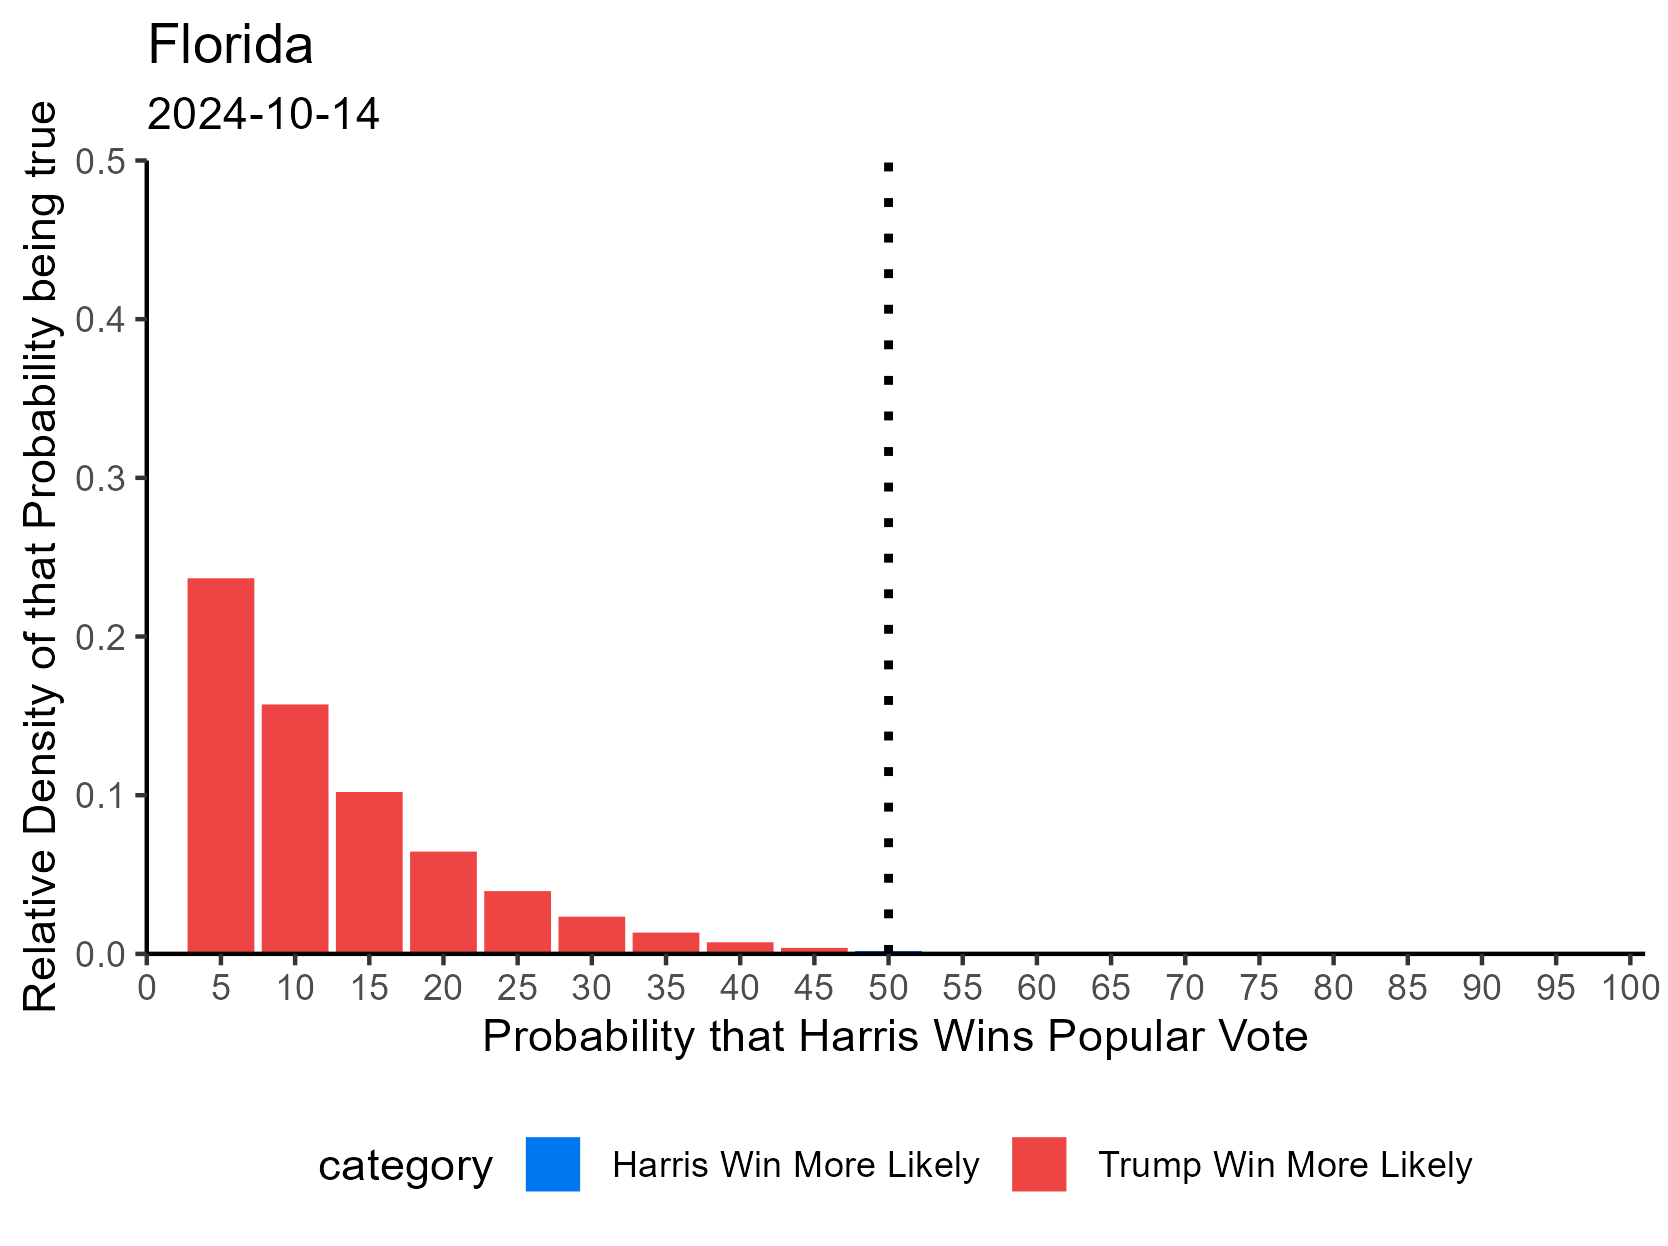 Florida
2024-10-14
Relative Density of that Probability being true
0.5
0.4
0.3
0.2
0.1
0.0
0 5 10 15 20 25 30 35 40 45 50 55 60 65 70 75 80 85 90 95 100
Probability that Harris Wins Popular Vote
category Harris Win More Likely Trump Win More Likely